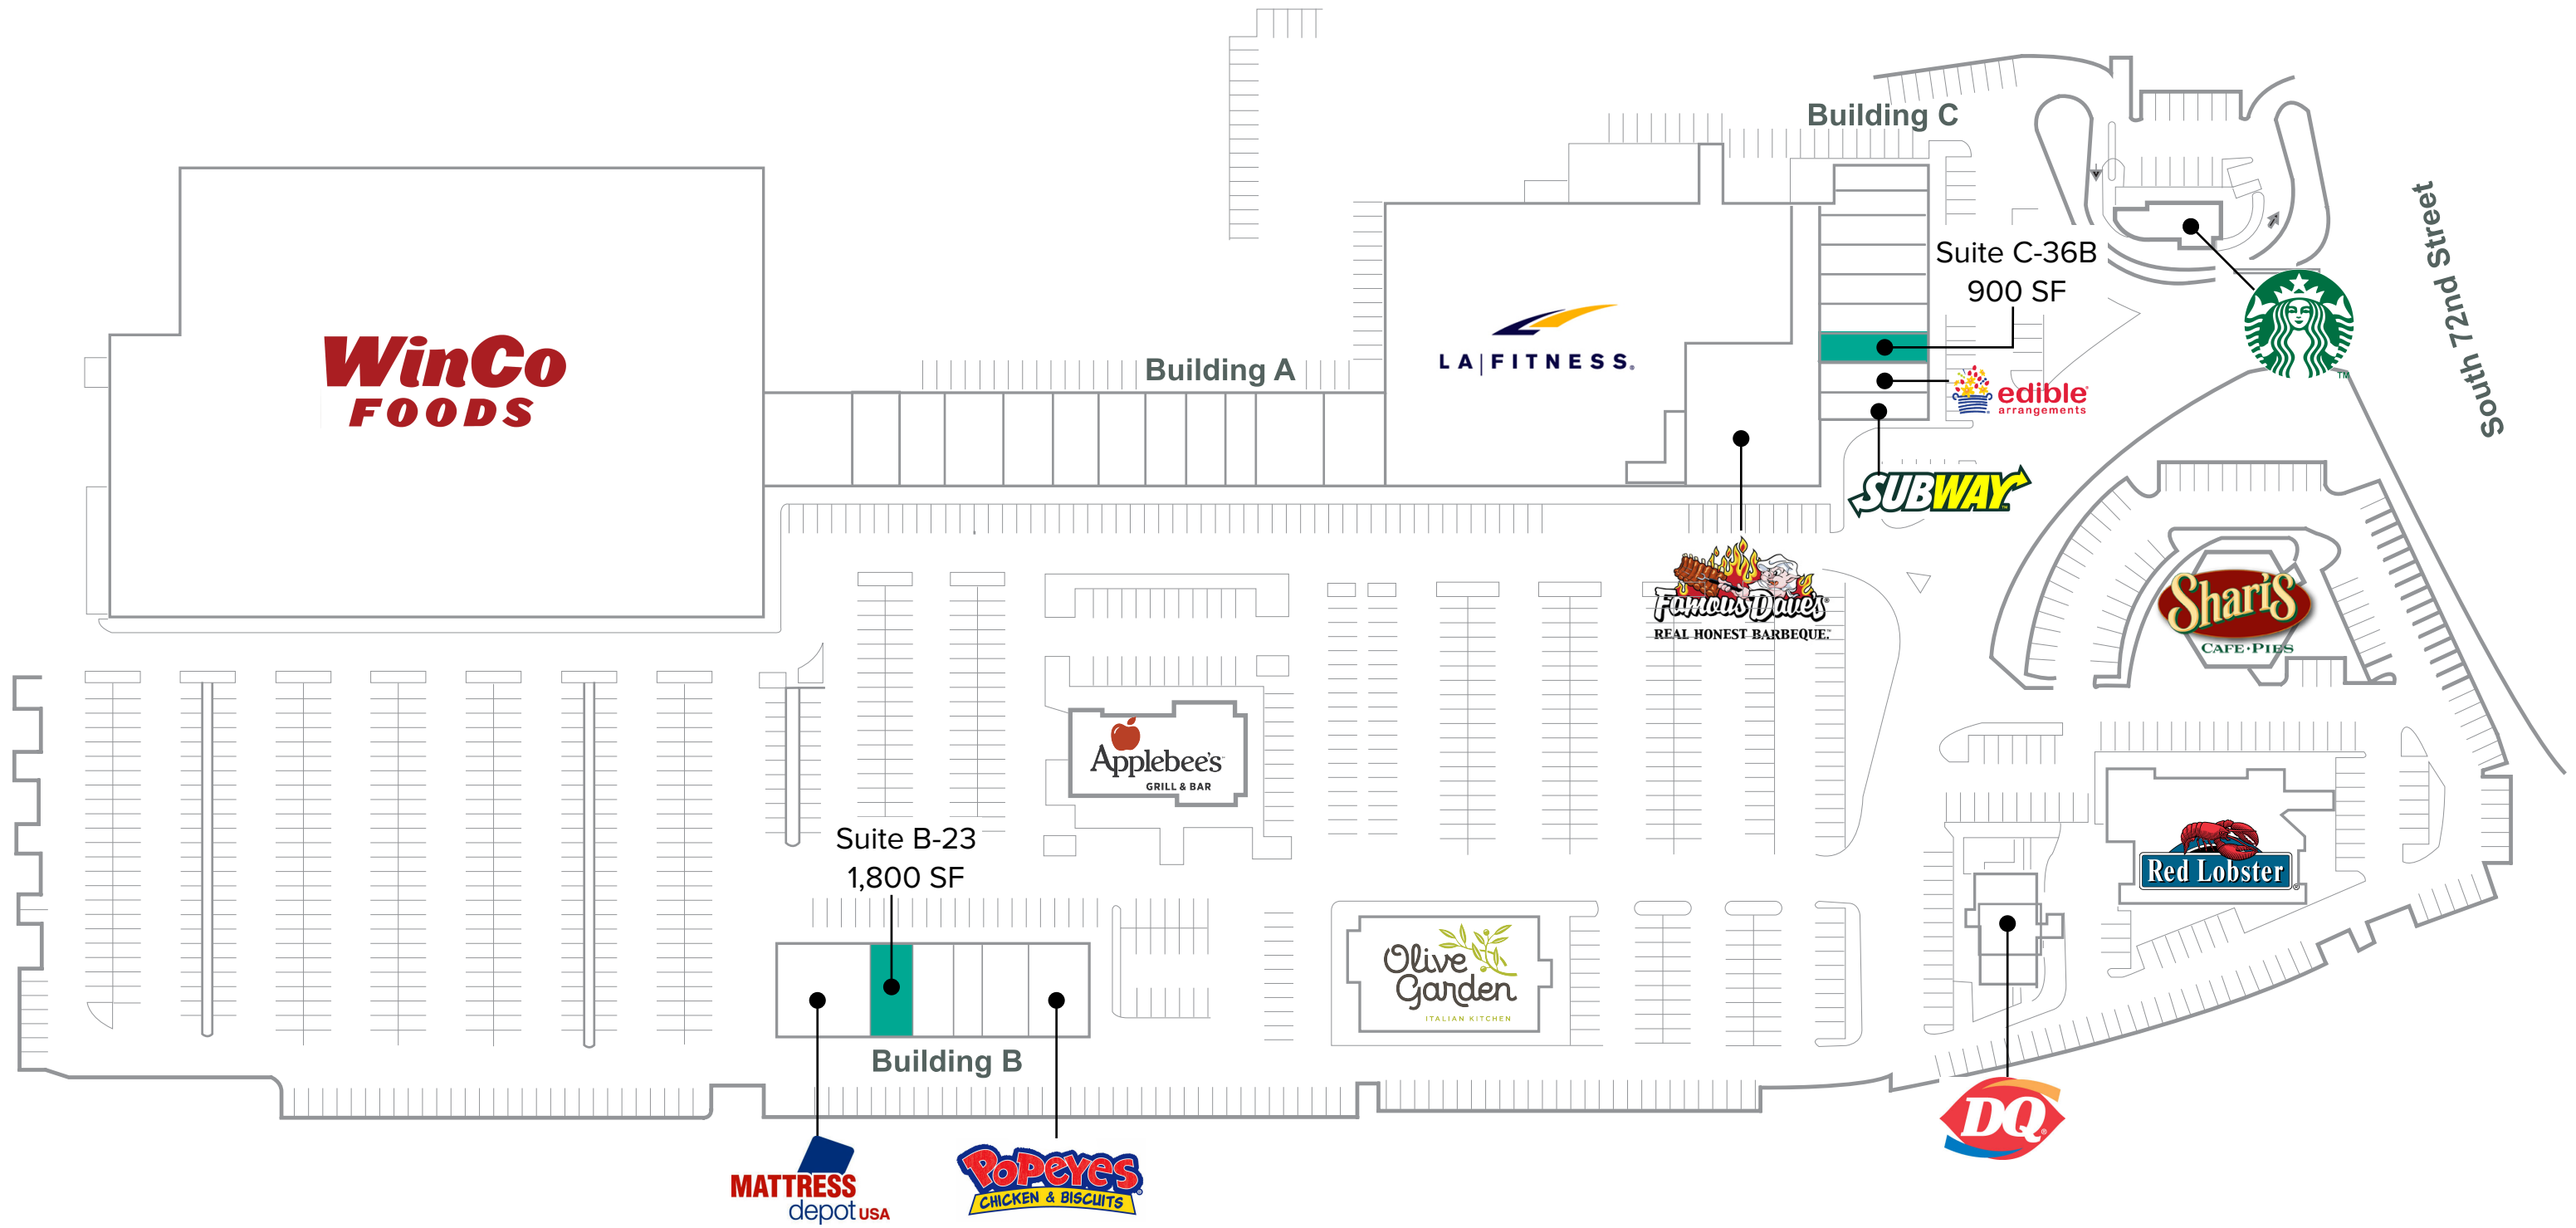 Building C
South 72nd Street
Suite C-36B
900 SF
TM
WinCo
FOODS
Building A
LA|FITNESS®
edible®
arrangements
SUBWAY
Famous Dave's®
REAL HONEST BARBEQUE.
Shari's
CAFE • PIES
Applebee's
GRILL & BAR
Suite B-23
1,800 SF
Red Lobster
Olive
Garden
ITALIAN KITCHEN
Building B
DQ®
MATTRESS
depot USA
POPEYES
CHICKEN & BISCUITS